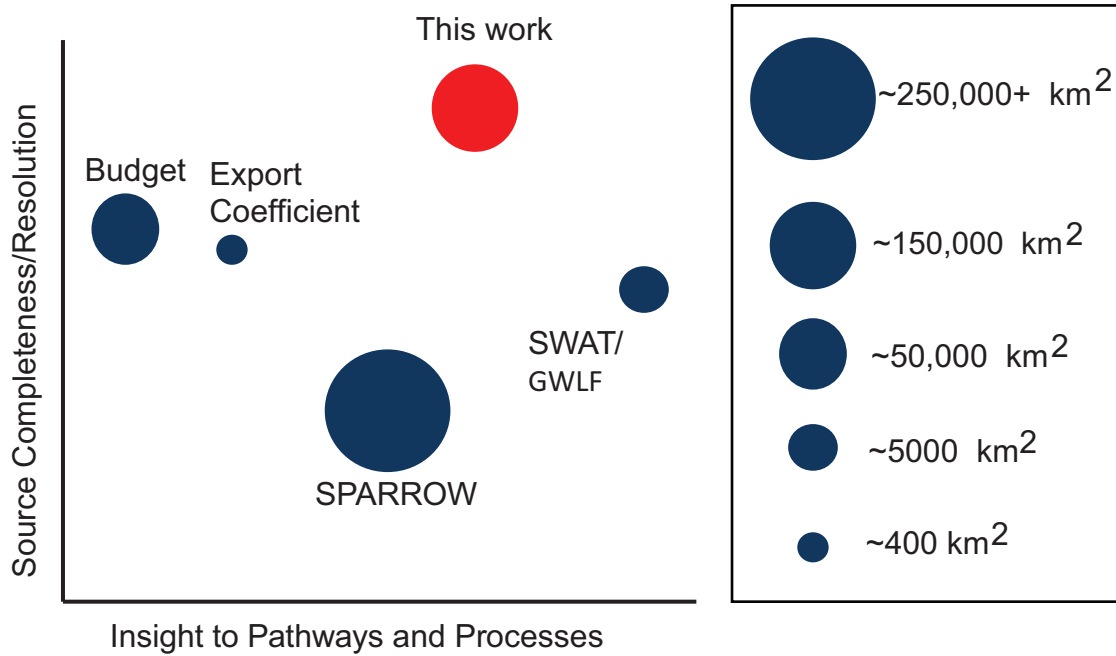 This work
Budget
Export
Coefficient
SWAT/
GWLF
SPARROW
Source Completeness/Resolution
Insight to Pathways and Processes
~250,000+ km2
~150,000 km2
~50,000 km2
~5000 km2
~400 km2